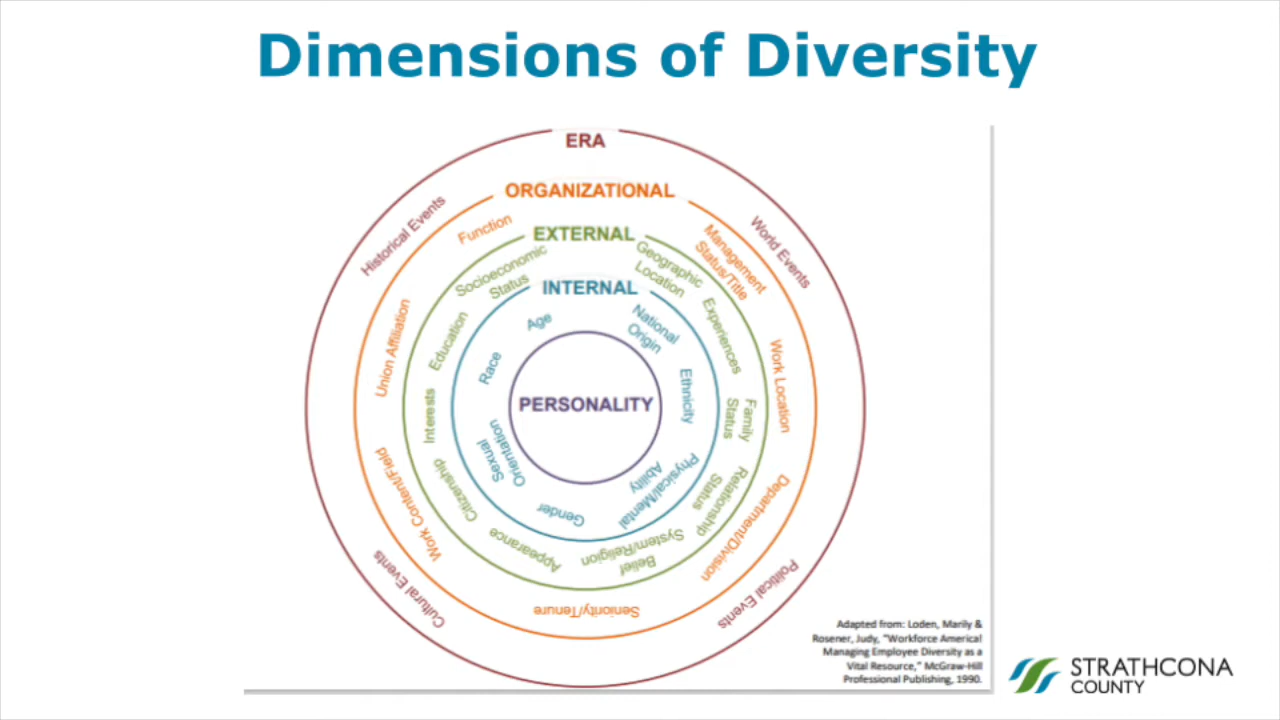 Dimensions of Diversity
ERA
Historical Events
World Events
Political Events
Cultural Events
ORGANIZATIONAL
Function
Management
Status/Title
Work Location
Department/Division
Seniority/Tenure
Work Content/Field
Union Affiliation
EXTERNAL
Socioeconomic
Status
Geographic
Location
Experiences
Family
Status
Relationship
Status
Belief
System/Religion
Appearance
Citizenship
Interests
Education
INTERNAL
Age
National
Origin
Ethnicity
Physical/Mental
Ability
Gender
Sexual
Orientation
Race
PERSONALITY
Adapted from: Loden, Marily &
Rosener, Judy, "Workforce America!
Managing Employee Diversity as a
Vital Resource," McGraw-Hill
Professional Publishing, 1990.
STRATHCONA
COUNTY